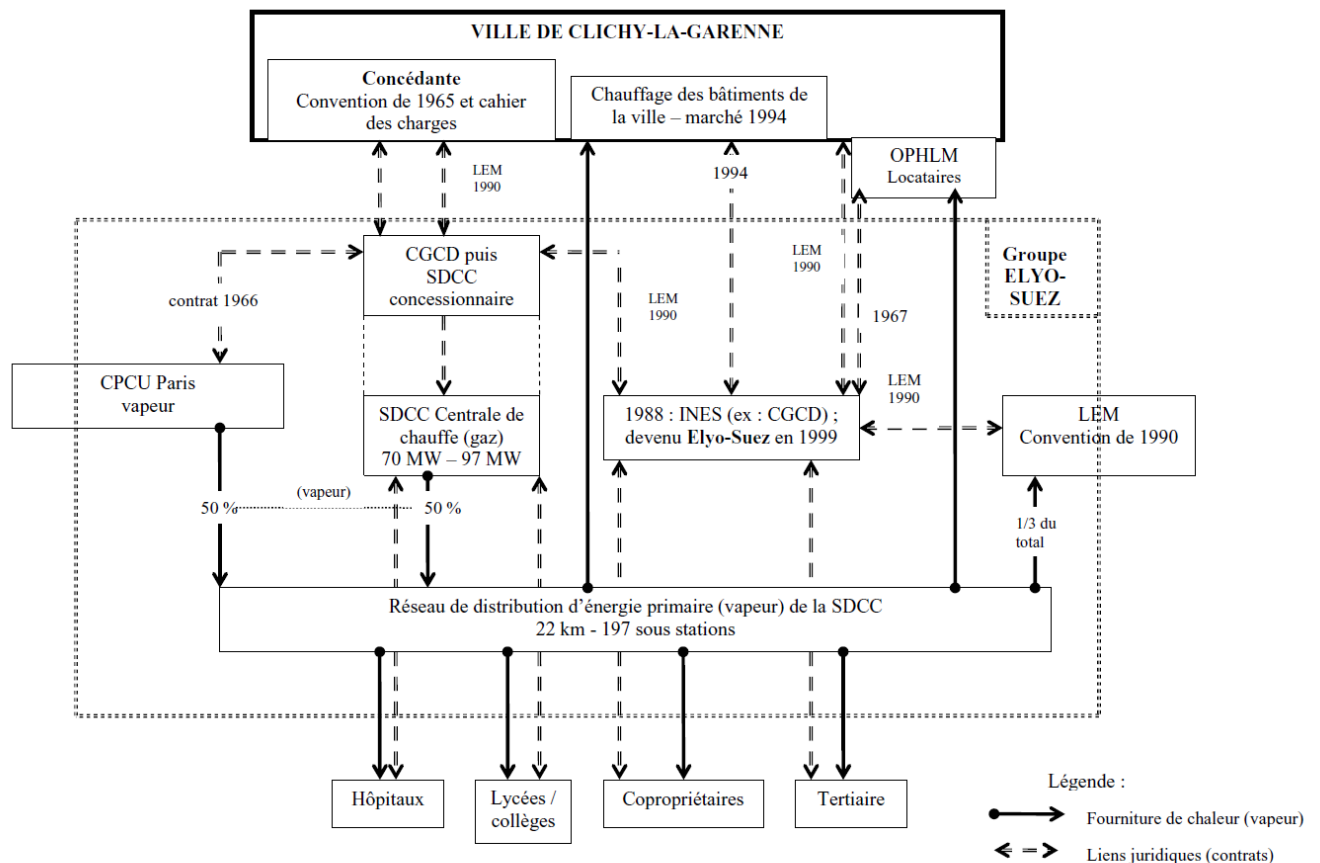 VILLE DE CLICHY-LA-GARENNE
Concédante
Convention de 1965 et cahier
des charges
Chauffage des bâtiments de
la ville – marché 1994
OPHLM
Locataires
LEM
1990
1994
LEM
1990
CGCD puis
SDCC
concessionnaire
Groupe
ELYO-
SUEZ
contrat 1966
LEM
1990
1967
CPCU Paris
vapeur
SDCC Centrale de
chauffe (gaz)
70 MW – 97 MW
1988 : INES (ex : CGCD) ;
devenu Elyo-Suez en 1999
LEM
1990
LEM
Convention de 1990
(vapeur)
50 %
50 %
1/3 du
total
Réseau de distribution d’énergie primaire (vapeur) de la SDCC
22 km - 197 sous stations
Hôpitaux
Lycées /
collèges
Copropriétaires
Tertiaire
Légende :
Fourniture de chaleur (vapeur)
Liens juridiques (contrats)